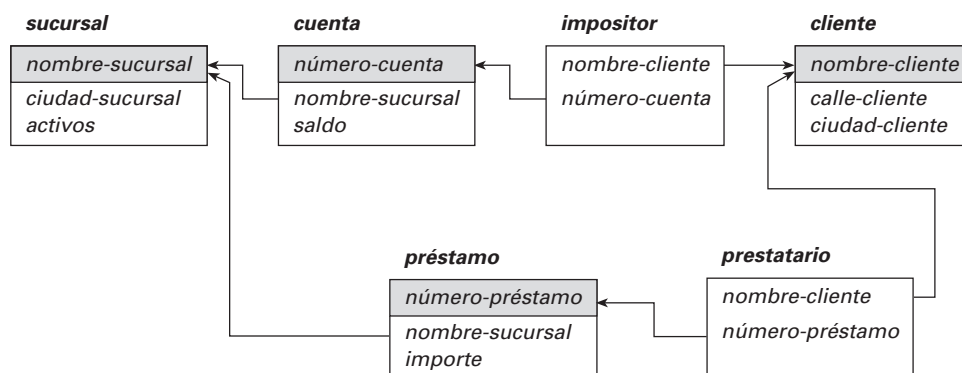 sucursal
nombre-sucursal
ciudad-sucursal
activos
cuenta
número-cuenta
nombre-sucursal
saldo
impositor
nombre-cliente
número-cuenta
cliente
nombre-cliente
calle-cliente
ciudad-cliente
préstamo
número-préstamo
nombre-sucursal
importe
prestatario
nombre-cliente
número-préstamo